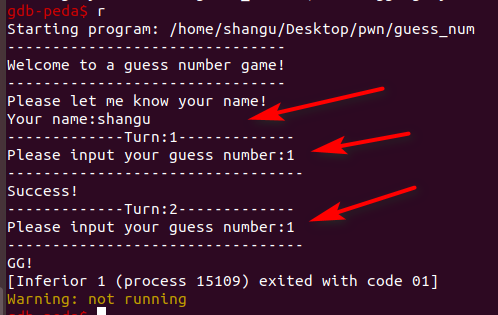 gdb-peda$ r
Starting program: /home/shangu/Desktop/pwn/guess_num
-------------------------------
Welcome to a guess number game!
-------------------------------
Please let me know your name!
Your name:shangu
-------------Turn:1-------------
Please input your guess number:1
---------------------------------
Success!
-------------Turn:2-------------
Please input your guess number:1
---------------------------------
GG!
[Inferior 1 (process 15109) exited with code 01]
Warning: not running
gdb-peda$